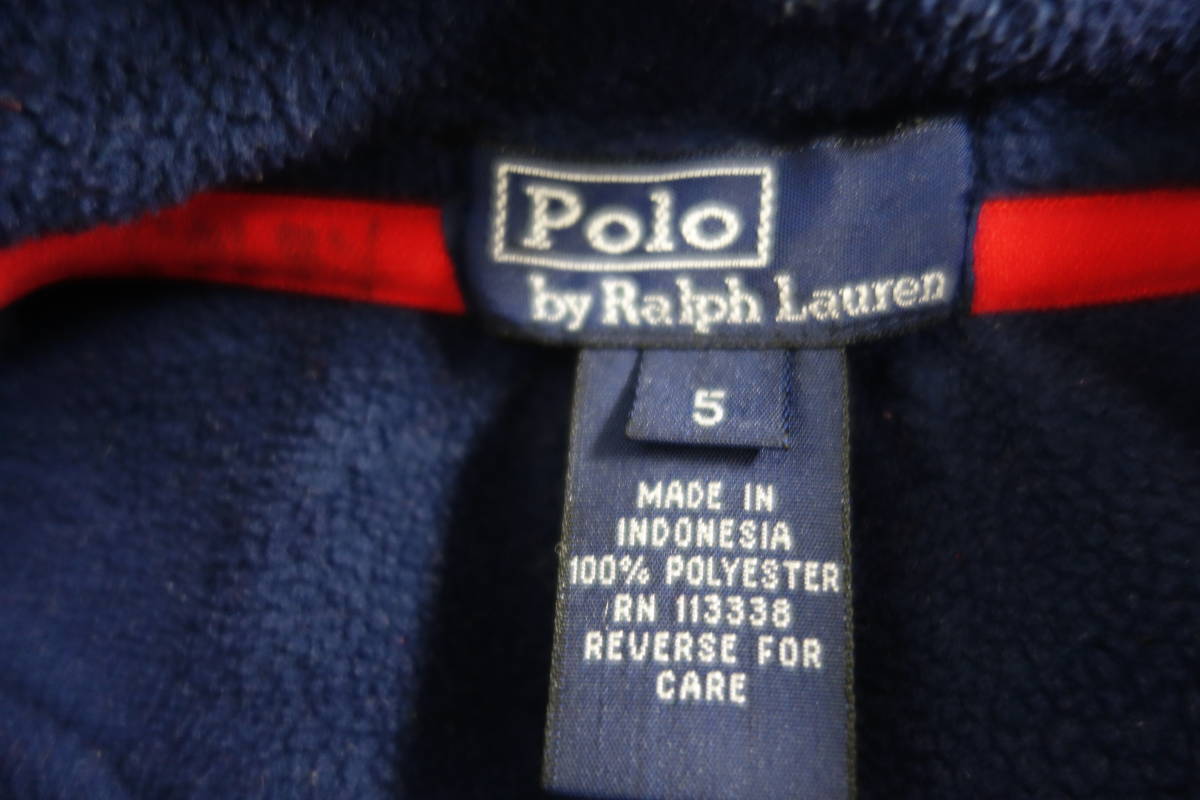 Polo
by Ralph Lauren
5
MADE IN
INDONESIA
100% POLYESTER
RN 113338
REVERSE FOR
CARE